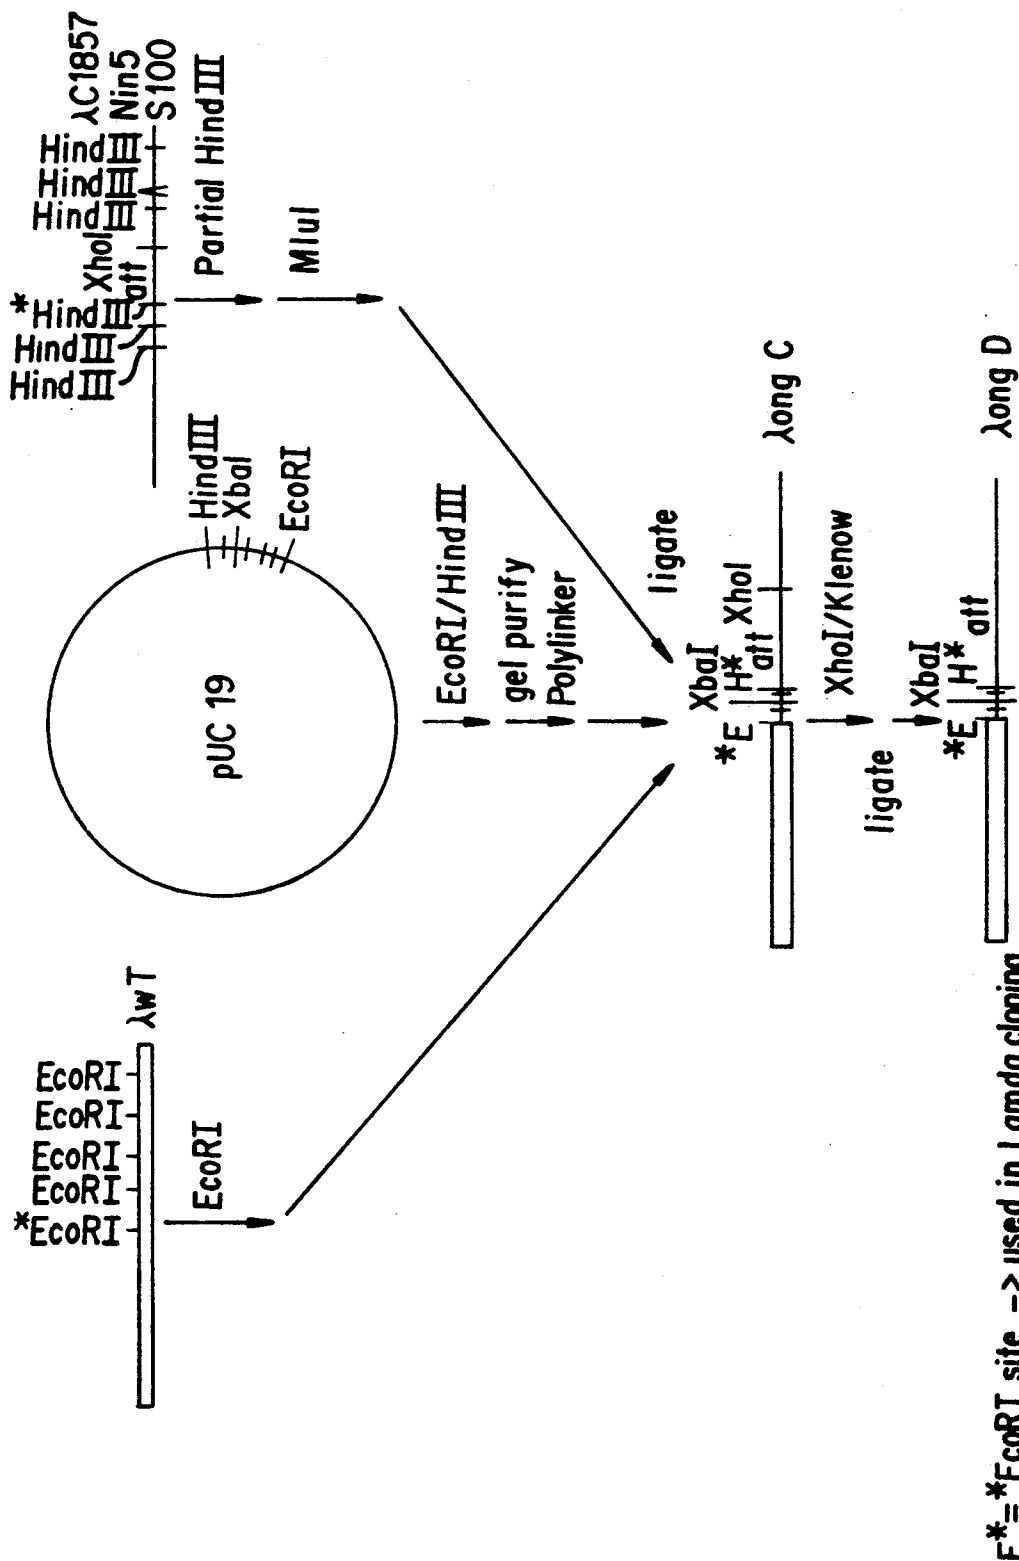 *EcoRI
EcoRI
EcoRI
EcoRI
EcoRI
λwT
EcoRI
pUC 19
HindIII
XbaI
EcoRI
EcoRI/HindIII
gel purify
Polylinker
HindIII
HindIII
*HindIII
att
XhoI
HindIII
HindIII
HindIII
λC1857
Nin5
S100
Partial HindIII
MluI
ligate
*E
XbaI
H*
att
XhoI
λong C
XhoI/Klenow
ligate
*E
XbaI
H*
att
λong D
E*=*EcoRI site -> used in Lamda cloning